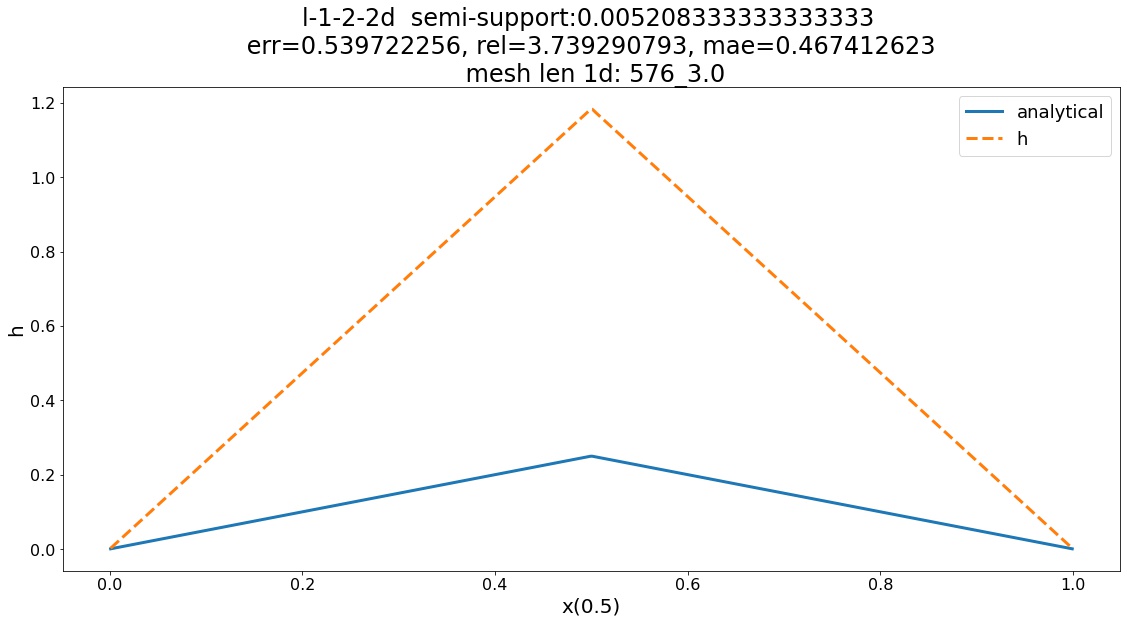 l-1-2-2d  semi-support:0.005208333333333333
err=0.539722256, rel=3.739290793, mae=0.467412623
mesh len 1d: 576_3.0
analytical
h
1.2
1.0
0.8
0.6
0.4
0.2
0.0
h
0.0 0.2 0.4 0.6 0.8 1.0
x(0.5)